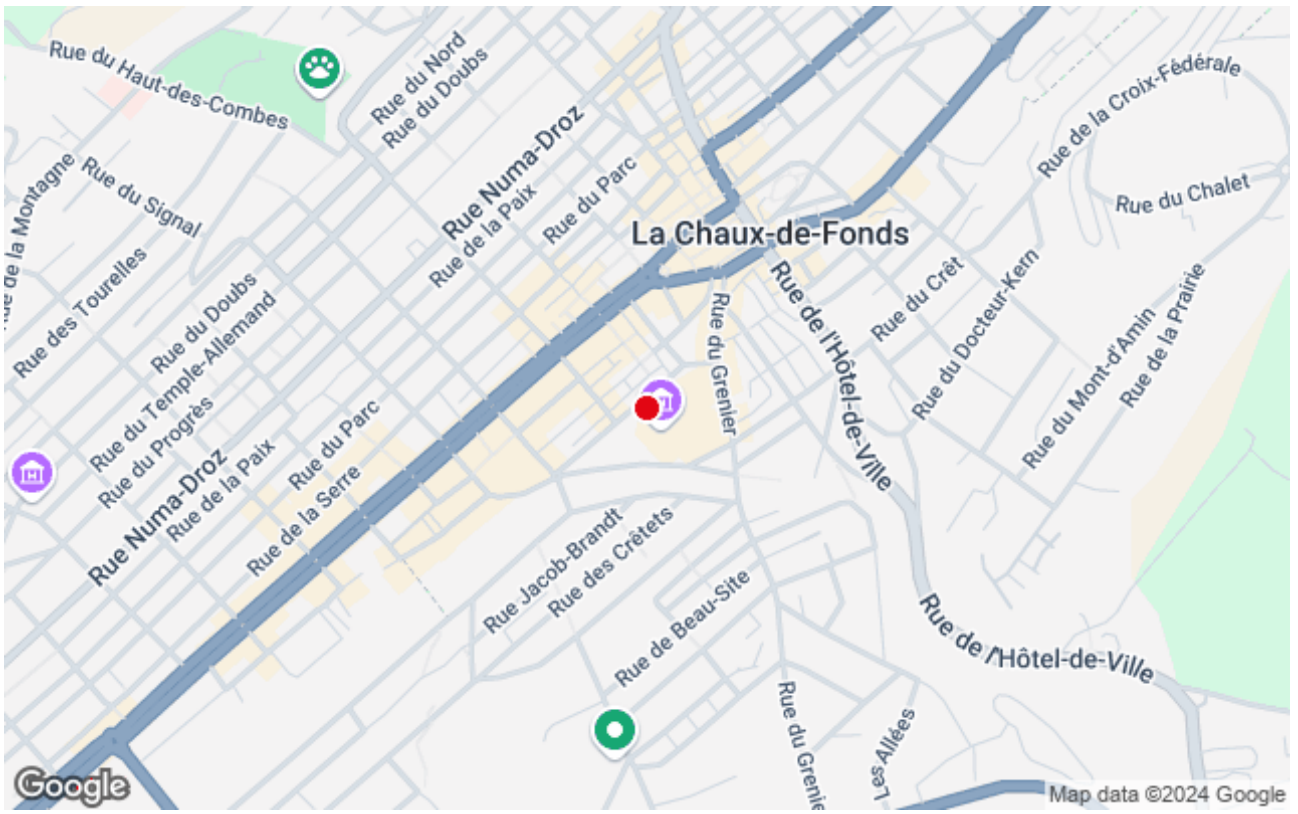 Rue du Haut-des-Combes
Rue du Nord
Rue du Doubs
Rue Numa-Droz
Rue de la Paix
Rue du Parc
Rue de la Croix-Fédérale
Rue du Chalet
Rue de la Montagne
Rue du Signal
La Chaux-de-Fonds
Rue des Tourelles
Rue du Doubs
Rue du Temple-Allemand
Rue du Progrès
Rue Numa-Droz
Rue de la Paix
Rue du Parc
Rue de la Serre
Rue du Grenier
Rue de l'Hôtel-de-Ville
Rue du Crêt
Rue du Docteur-Kern
Rue du Mont-d'Amin
Rue de la Prairie
Rue Jacob-Brandt
Rue des Crêtets
Rue de Beau-Site
Rue de l'Hôtel-de-Ville
Rue du Grenie
Les Allées
Google
Map data ©2024 Google